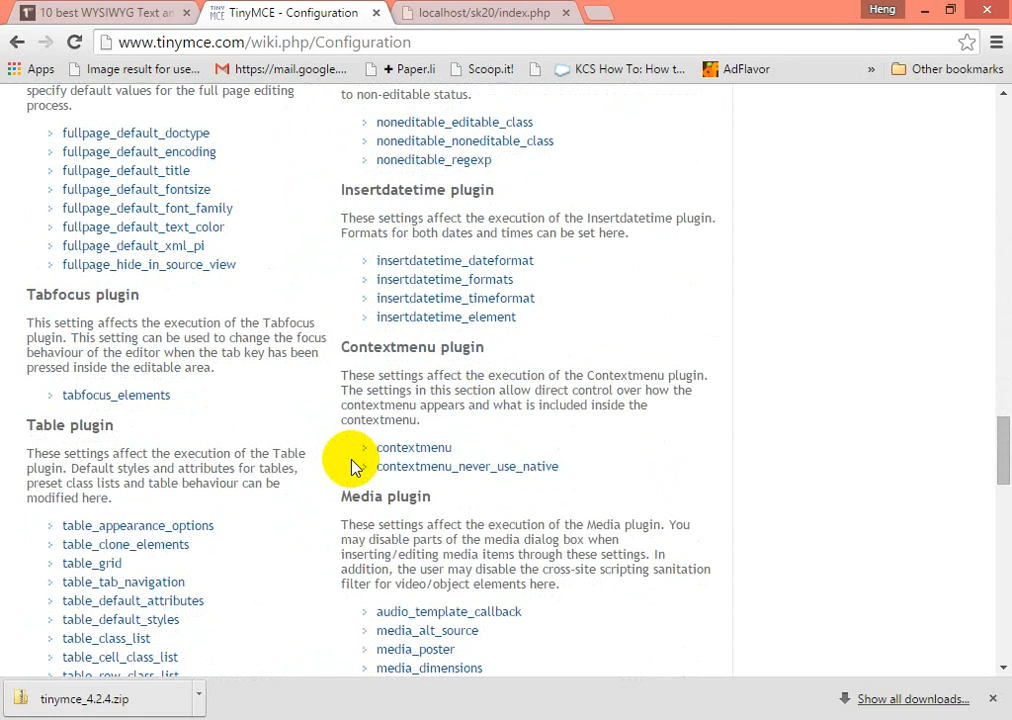 10 best WYSIWYG Text an
TinyMCE - Configuration
localhost/sk20/index.php
Heng
www.tinymce.com/wiki.php/Configuration
Apps
Image result for use...
https://mail.google....
+ Paper.li
Scoop.it!
KCS How To: How t...
AdFlavor
»
Other bookmarks
specify default values for the full page editing
process.
fullpage_default_doctype
fullpage_default_encoding
fullpage_default_title
fullpage_default_fontsize
fullpage_default_font_family
fullpage_default_text_color
fullpage_default_xml_pi
fullpage_hide_in_source_view
Tabfocus plugin
This setting affects the execution of the Tabfocus
plugin. This setting can be used to change the focus
behaviour of the editor when the tab key has been
pressed inside the editable area.
tabfocus_elements
Table plugin
These settings affect the execution of the Table
plugin. Default styles and attributes for tables,
preset class lists and table behaviour can be
modified here.
table_appearance_options
table_clone_elements
table_grid
table_tab_navigation
table_default_attributes
table_default_styles
table_class_list
table_cell_class_list
table_row_class_list
to non-editable status.
noneditable_editable_class
noneditable_noneditable_class
noneditable_regexp
Insertdatetime plugin
These settings affect the execution of the Insertdatetime plugin.
Formats for both dates and times can be set here.
insertdatetime_dateformat
insertdatetime_formats
insertdatetime_timeformat
insertdatetime_element
Contextmenu plugin
These settings affect the execution of the Contextmenu plugin.
The settings in this section allow direct control over how the
contextmenu appears and what is included inside the
contextmenu.
contextmenu
contextmenu_never_use_native
Media plugin
These settings affect the execution of the Media plugin. You
may disable parts of the media dialog box when
inserting/editing media items through these settings. In
addition, the user may disable the cross-site scripting sanitation
filter for video/object elements here.
audio_template_callback
media_alt_source
media_poster
media_dimensions
tinymce_4.2.4.zip
Show all downloads...